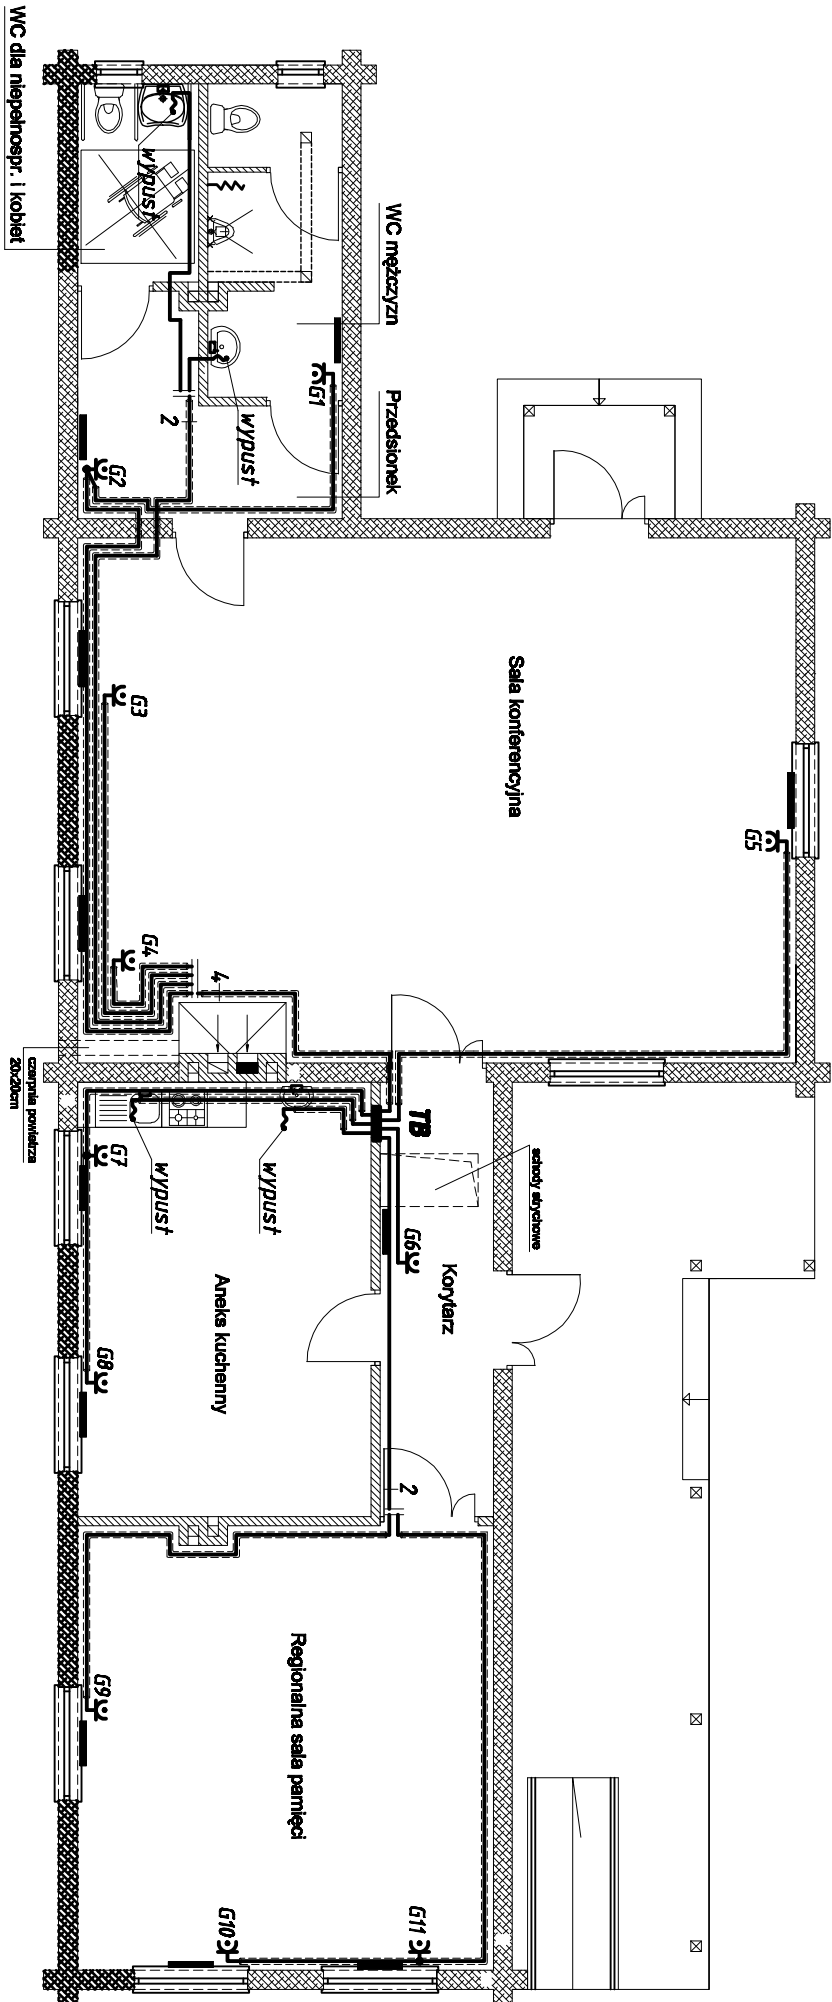 WC dla niepełnospr. i kobiet
wypust
WC mężczyzn
Przedsionek
G1
wypust
2
G2
Sala konferencyjna
G3
G5
G4
4
czerpnia powietrza
20x20cm
TB
schody strychowe
G7
wypust
wypust
G6
Korytarz
Aneks kuchenny
G8
2
Regionalna sala pamięci
G9
G10
G11